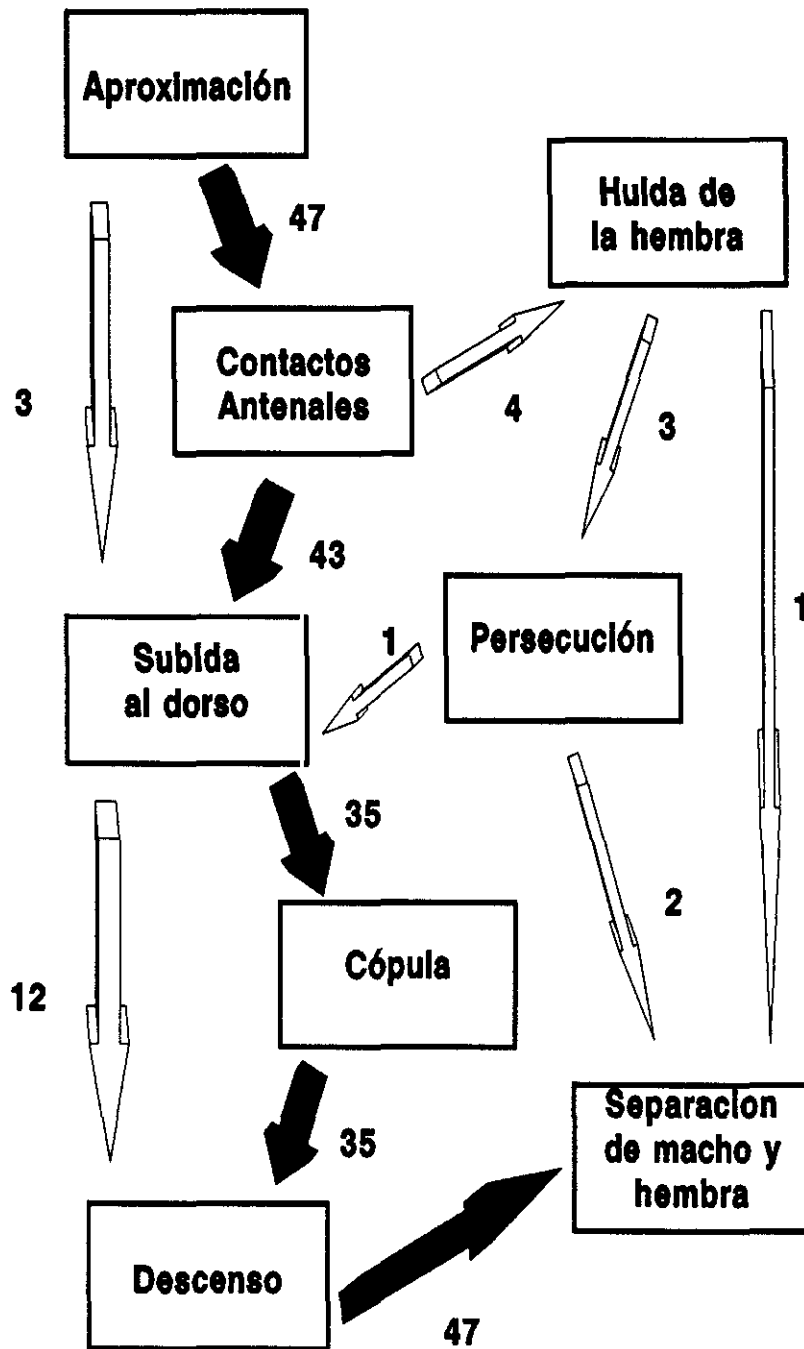 Aproximación
47
Huida de
la hembra
Contactos
Antenales
3
4
3
43
Subida
al dorso
1
Persecución
1
35
2
Cópula
12
35
Separacion
de macho y
hembra
Descenso
47